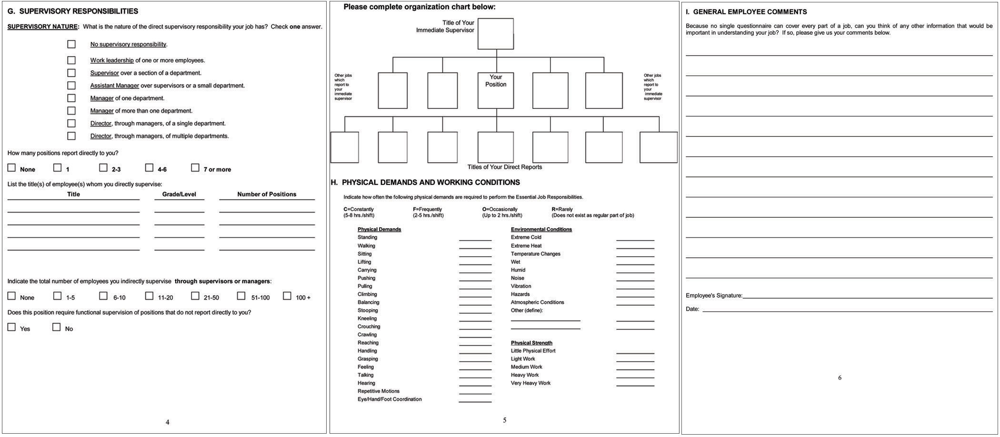 G. SUPERVISORY RESPONSIBILITIES
SUPERVISORY NATURE: What is the nature of the direct supervisory responsibility your job has? Check one answer.
No supervisory responsibility.
Work leadership of one or more employees.
Supervisor over a section of a department.
Assistant Manager over supervisors or a small department.
Manager of one department.
Manager of more than one department.
Director, through managers, of a single department.
Director, through managers, of multiple departments.
How many positions report directly to you?
None 1 2-3 4-6 7 or more
List the title(s) of employee(s) whom you directly supervise:
Title Grade/Level Number of Positions
Indicate the total number of employees you indirectly supervise through supervisors or managers:
None 1-5 6-10 11-20 21-50 51-100 100 +
Does this position require functional supervision of positions that do not report directly to you?
Yes No
4
Please complete organization chart below:
Title of Your
Immediate Supervisor
Other jobs
which
report to
your
immediate
supervisor
Your
Position
Other jobs
which
report to
your
immediate
supervisor
Titles of Your Direct Reports
H. PHYSICAL DEMANDS AND WORKING CONDITIONS
Indicate how often the following physical demands are required to perform the Essential Job Responsibilities.
C=Constantly F=Frequently O=Occasionally R=Rarely
(5-8 hrs./shift) (2-5 hrs./shift) (Up to 2 hrs./shift) (Does not exist as regular part of job)
Physical Demands
Standing
Walking
Sitting
Lifting
Carrying
Pushing
Pulling
Climbing
Balancing
Stooping
Kneeling
Crouching
Crawling
Reaching
Handling
Grasping
Feeling
Talking
Hearing
Repetitive Motions
Eye/Hand/Foot Coordination
Environmental Conditions
Extreme Cold
Extreme Heat
Temperature Changes
Wet
Humid
Noise
Vibration
Hazards
Atmospheric Conditions
Other (define):
Physical Strength
Little Physical Effort
Light Work
Medium Work
Heavy Work
Very Heavy Work
5
I. GENERAL EMPLOYEE COMMENTS
Because no single questionnaire can cover every part of a job, can you think of any other information that would be
important in understanding your job? If so, please give us your comments below.
Employee's Signature:
Date:
6